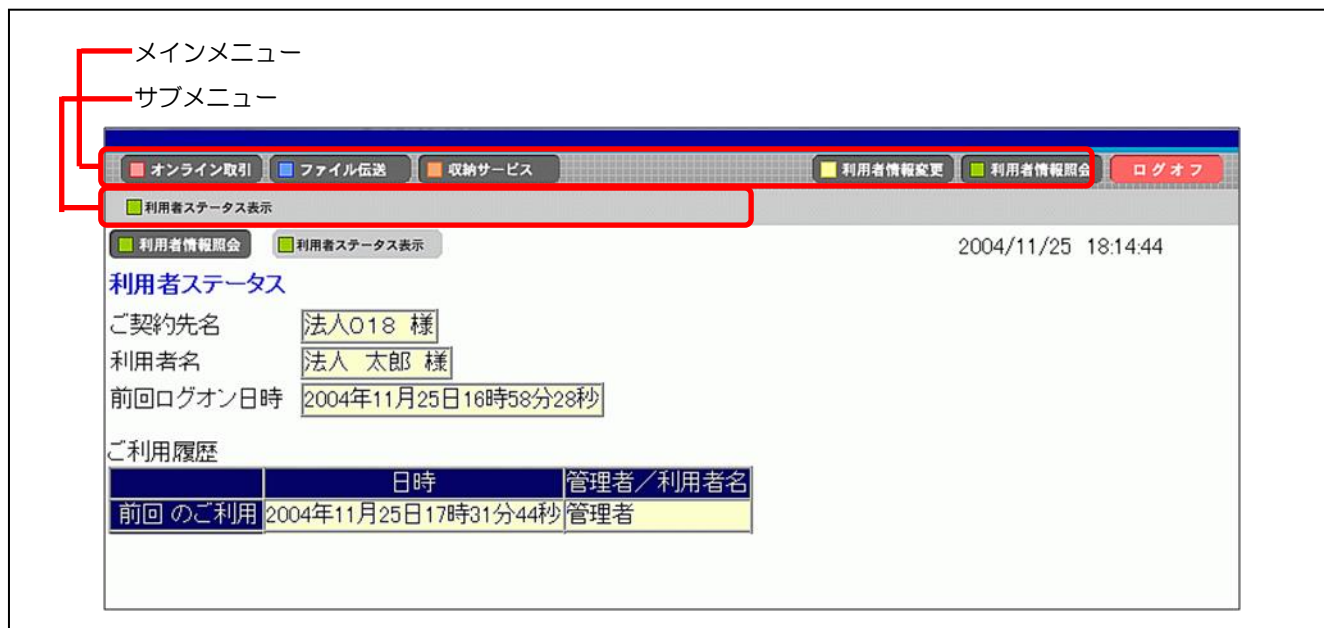 メインメニュー
サブメニュー
オンライン取引 ファイル伝送 収納サービス 利用者情報変更 利用者情報照会 ログオフ
利用者ステータス表示
利用者情報照会 利用者ステータス表示 2004/11/25 18:14:44
利用者ステータス
ご契約先名 法人018 様
利用者名 法人 太郎 様
前回ログオン日時 2004年11月25日16時58分28秒
ご利用履歴
日時 管理者/利用者名
前回 のご利用 2004年11月25日17時31分44秒 管理者